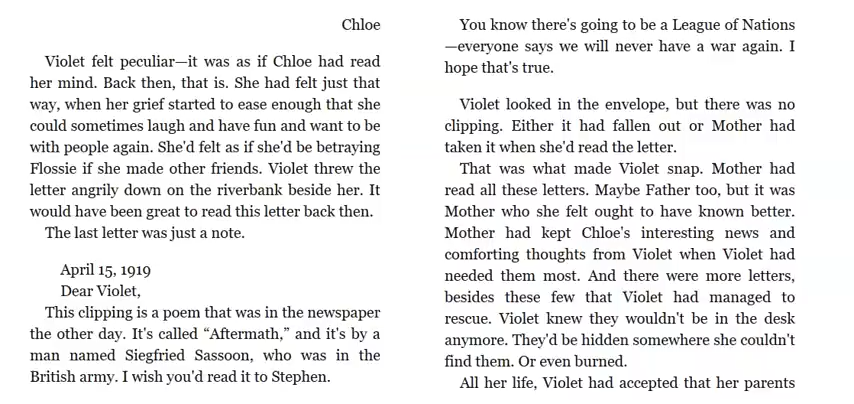 Chloe
Violet felt peculiar—it was as if Chloe had read
her mind. Back then, that is. She had felt just that
way, when her grief started to ease enough that she
could sometimes laugh and have fun and want to be
with people again. She'd felt as if she'd be betraying
Flossie if she made other friends. Violet threw the
letter angrily down on the riverbank beside her. It
would have been great to read this letter back then.
The last letter was just a note.
April 15, 1919
Dear Violet,
This clipping is a poem that was in the newspaper
the other day. It's called “Aftermath,” and it's by a
man named Siegfried Sassoon, who was in the
British army. I wish you'd read it to Stephen.
You know there's going to be a League of Nations
—everyone says we will never have a war again. I
hope that's true.
Violet looked in the envelope, but there was no
clipping. Either it had fallen out or Mother had
taken it when she'd read the letter.
That was what made Violet snap. Mother had
read all these letters. Maybe Father too, but it was
Mother who she felt ought to have known better.
Mother had kept Chloe's interesting news and
comforting thoughts from Violet when Violet had
needed them most. And there were more letters,
besides these few that Violet had managed to
rescue. Violet knew they wouldn't be in the desk
anymore. They'd be hidden somewhere she couldn't
find them. Or even burned.
All her life, Violet had accepted that her parents